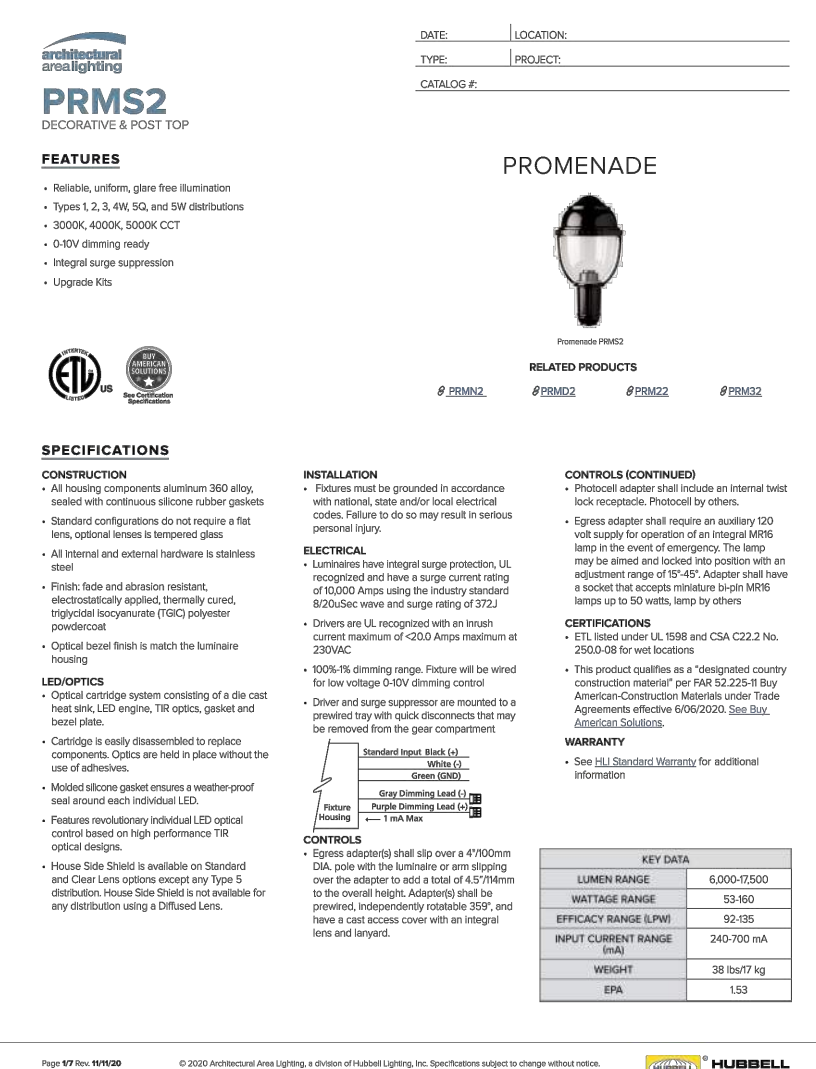 architectural
area lighting
PRMS2
DECORATIVE & POST TOP
DATE:
LOCATION:
TYPE:
PROJECT:
CATALOG #:
FEATURES
• Reliable, uniform, glare free illumination
• Types 1, 2, 3, 4W, 5Q, and 5W distributions
• 3000K, 4000K, 5000K CCT
• 0-10V dimming ready
• Integral surge suppression
• Upgrade Kits
PROMENADE
Promenade PRMS2
INTERTEK
ETL
LISTED
US
BUY
AMERICAN
SOLUTIONS
See Certification
Specifications
RELATED PRODUCTS
PRMN2
PRMD2
PRM22
PRM32
SPECIFICATIONS
CONSTRUCTION
• All housing components aluminum 360 alloy,
sealed with continuous silicone rubber gaskets
• Standard configurations do not require a flat
lens, optional lenses is tempered glass
• All internal and external hardware is stainless
steel
• Finish: fade and abrasion resistant,
electrostatically applied, thermally cured,
triglycidal isocyanurate (TGIC) polyester
powdercoat
• Optical bezel finish is match the luminaire
housing
LED/OPTICS
• Optical cartridge system consisting of a die cast
heat sink, LED engine, TIR optics, gasket and
bezel plate.
• Cartridge is easily disassembled to replace
components. Optics are held in place without the
use of adhesives.
• Molded silicone gasket ensures a weather-proof
seal around each individual LED.
• Features revolutionary individual LED optical
control based on high performance TIR
optical designs.
• House Side Shield is available on Standard
and Clear Lens options except any Type 5
distribution. House Side Shield is not available for
any distribution using a Diffused Lens.
INSTALLATION
• Fixtures must be grounded in accordance
with national, state and/or local electrical
codes. Failure to do so may result in serious
personal injury.
ELECTRICAL
• Luminaires have integral surge protection, UL
recognized and have a surge current rating
of 10,000 Amps using the industry standard
8/20uSec wave and surge rating of 372J
• Drivers are UL recognized with an inrush
current maximum of <20.0 Amps maximum at
230VAC
• 100%-1% dimming range. Fixture will be wired
for low voltage 0-10V dimming control
• Driver and surge suppressor are mounted to a
prewired tray with quick disconnects that may
be removed from the gear compartment
Standard Input Black (+)
White (-)
Green (GND)
Gray Dimming Lead (-)
Purple Dimming Lead (+)
1 mA Max
Fixture
Housing
CONTROLS
• Egress adapter(s) shall slip over a 4"/100mm
DIA. pole with the luminaire or arm slipping
over the adapter to add a total of 4.5"/114mm
to the overall height. Adapter(s) shall be
prewired, independently rotatable 359°, and
have a cast access cover with an integral
lens and lanyard.
CONTROLS (CONTINUED)
• Photocell adapter shall include an internal twist
lock receptacle. Photocell by others.
• Egress adapter shall require an auxiliary 120
volt supply for operation of an integral MR16
lamp in the event of emergency. The lamp
may be aimed and locked into position with an
adjustment range of 15°-45°. Adapter shall have
a socket that accepts miniature bi-pin MR16
lamps up to 50 watts, lamp by others
CERTIFICATIONS
• ETL listed under UL 1598 and CSA C22.2 No.
250.0-08 for wet locations
• This product qualifies as a "designated country
construction material" per FAR 52.225-11 Buy
American-Construction Materials under Trade
Agreements effective 6/06/2020. See Buy
American Solutions.
WARRANTY
• See HLI Standard Warranty for additional
information
KEY DATA
LUMEN RANGE 6,000-17,500
WATTAGE RANGE 53-160
EFFICACY RANGE (LPW) 92-135
INPUT CURRENT RANGE 240-700 mA
(mA)
WEIGHT 38 lbs/17 kg
EPA 1.53
Page 1/7 Rev. 11/11/20
© 2020 Architectural Area Lighting, a division of Hubbell Lighting, Inc. Specifications subject to change without notice.
® HUBBELL